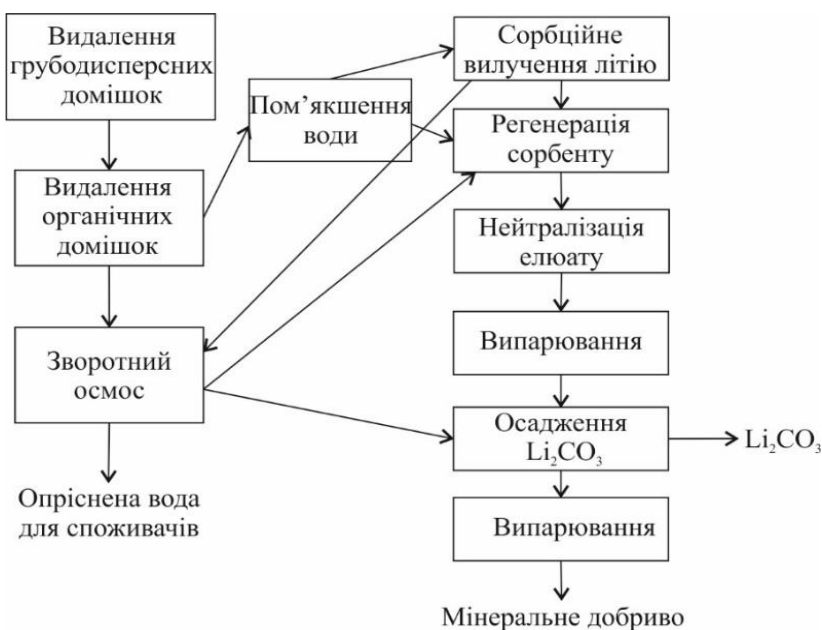 Видалення
грубодисперсних
домішок
Видалення
органічних
домішок
Зворотний
осмос
Опріснена вода
для споживачів
Пом’якшення
води
Сорбційне
вилучення літію
Регенерація
сорбенту
Нейтралізація
елюату
Випарювання
Осадження
Li₂CO₃
Li₂CO₃
Випарювання
Мінеральне добриво